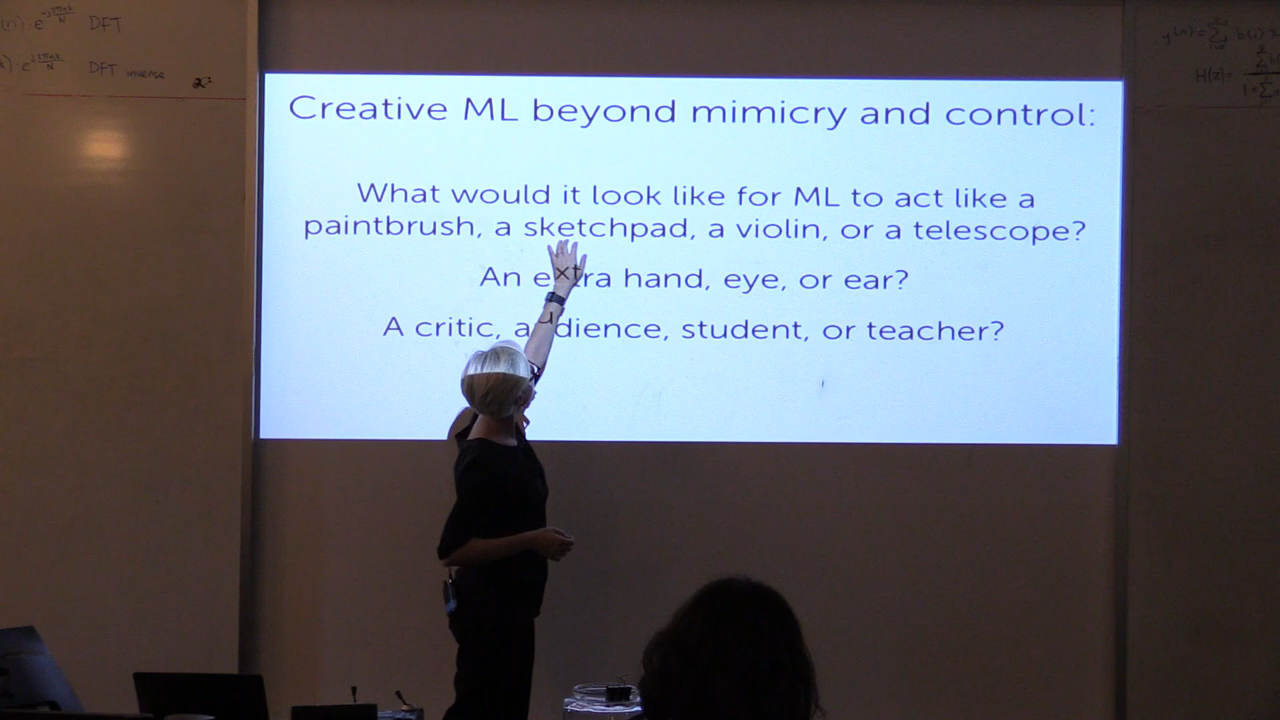 DFT
DFT inverse
Creative ML beyond mimicry and control:
What would it look like for ML to act like a
paintbrush, a sketchpad, a violin, or a telescope?
An extra hand, eye, or ear?
A critic, audience, student, or teacher?
H(z)=